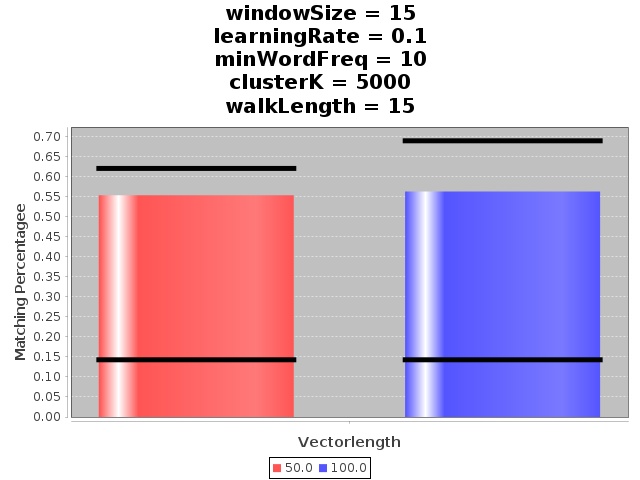 windowSize = 15
learningRate = 0.1
minWordFreq = 10
clusterK = 5000
walkLength = 15
0.70
0.65
0.60
0.55
0.50
0.45
0.40
0.35
0.30
0.25
0.20
0.15
0.10
0.05
0.00
Matching Percentagee
Vectorlength
50.0 100.0